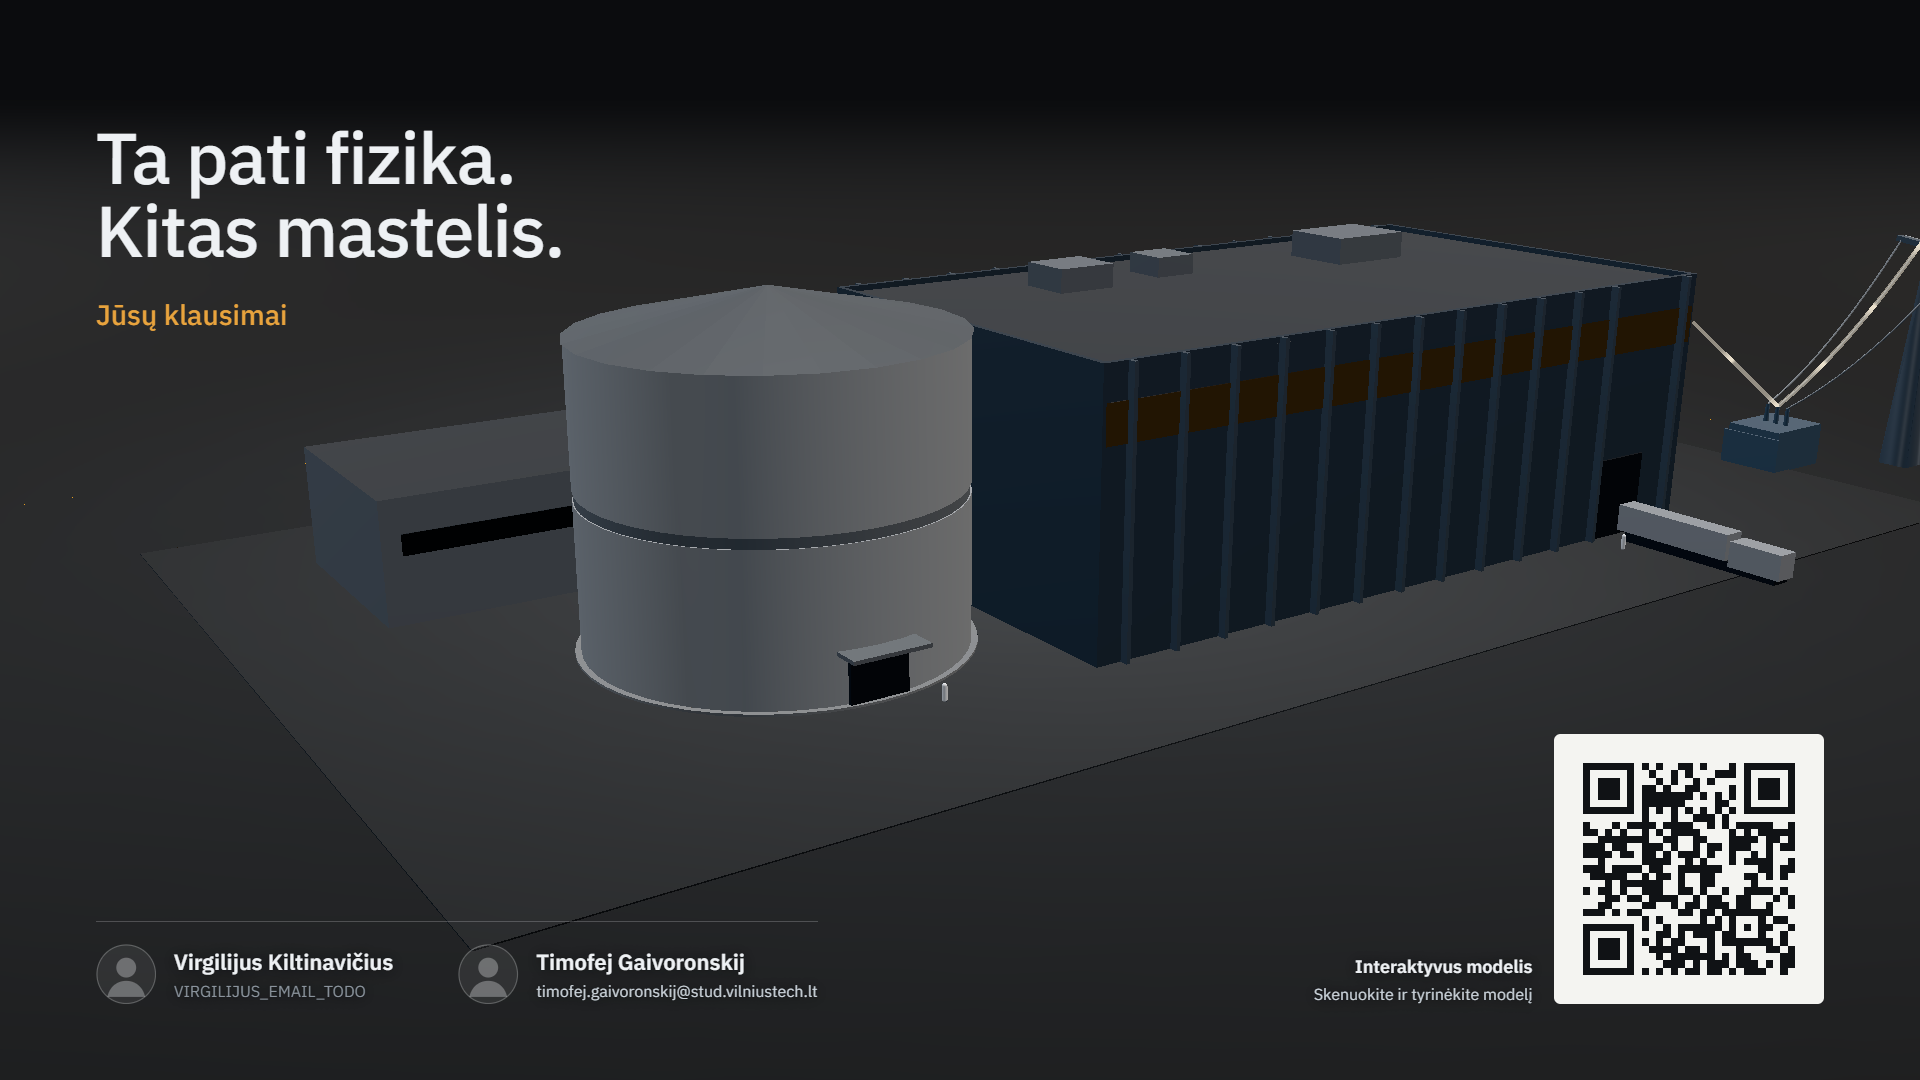 Ta pati fizika.
Kitas mastelis.
Jūsų klausimai
Virgilijus Kiltinavičius
VIRGILIJUS_EMAIL_TODO
Timofej Gaivoronskij
timofej.gaivoronskij@stud.vilniustech.lt
Interaktyvus modelis
Skenuokite ir tyrinėkite modelį